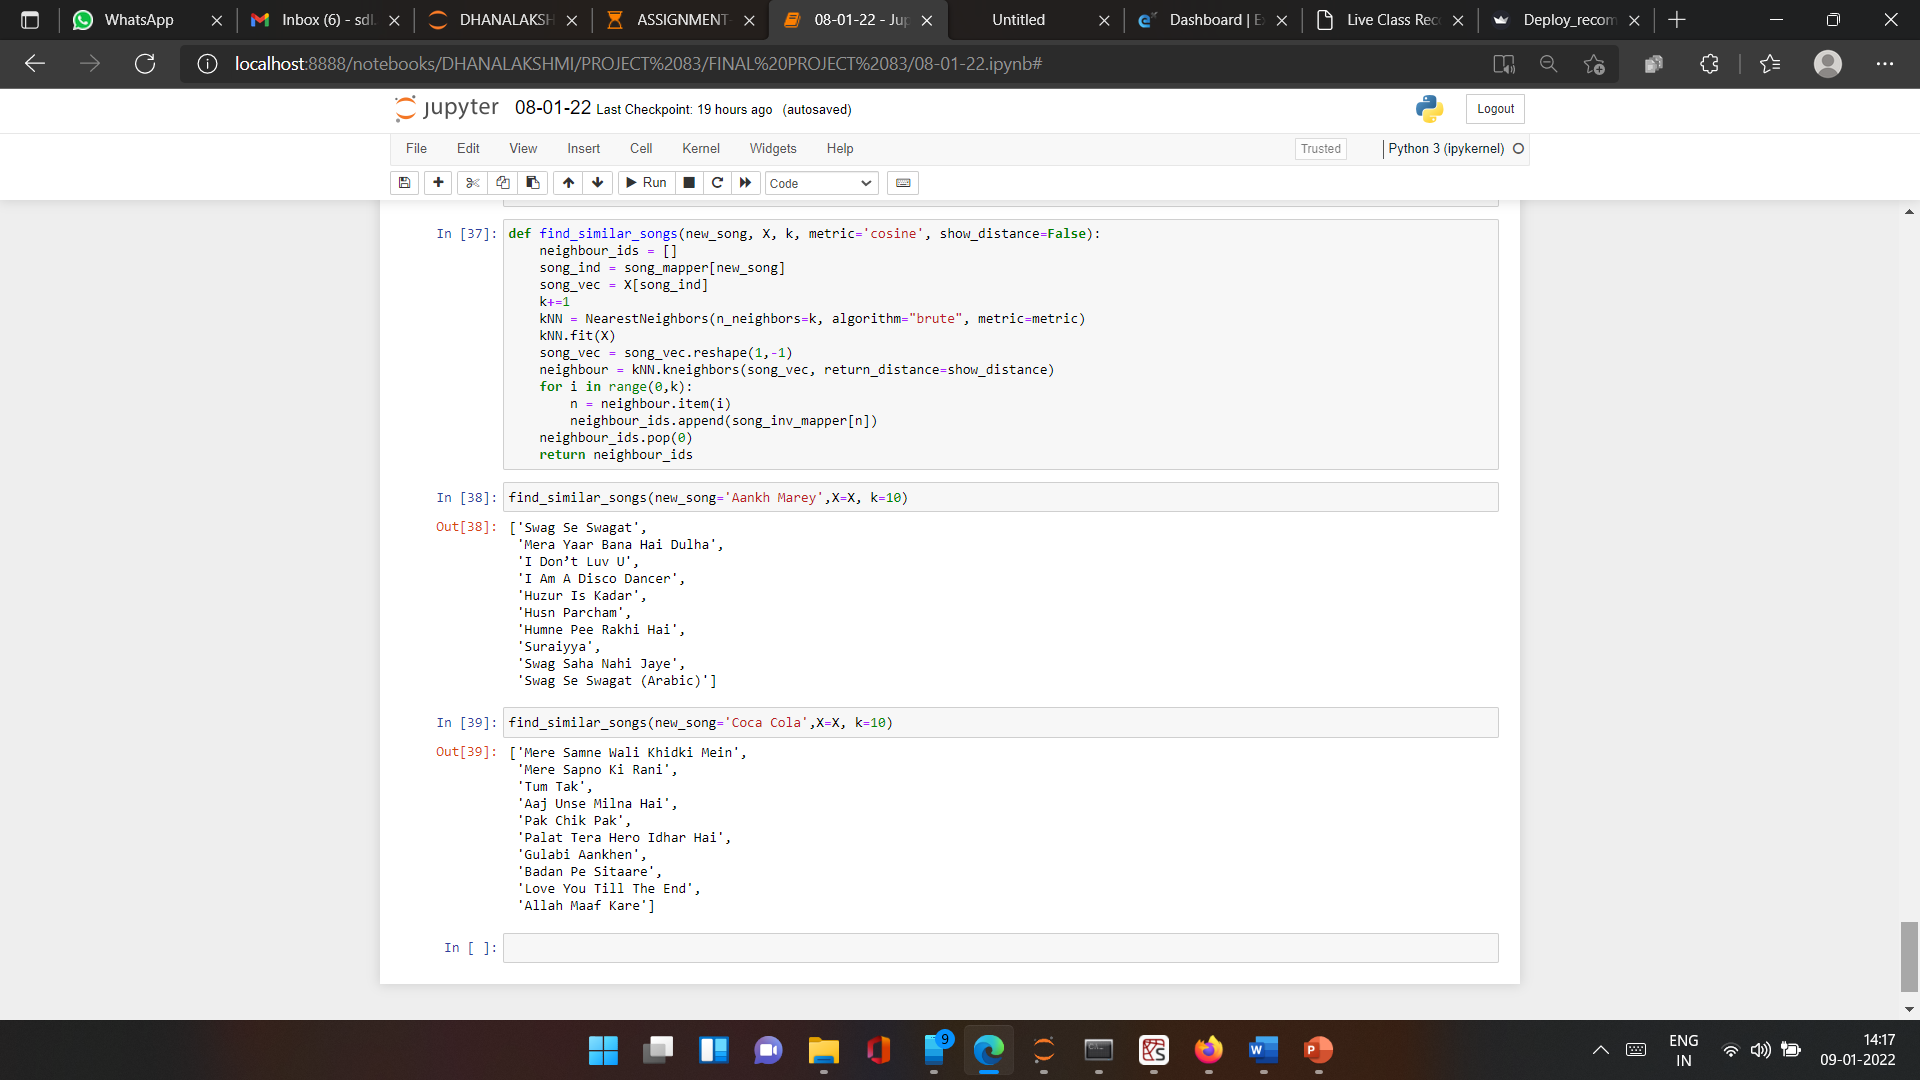 WhatsApp
Inbox (6) - sdl
DHANALAKSH
ASSIGNMENT-
08-01-22 - Jup
Untitled
Dashboard | E
Live Class Rec
Deploy_recom
localhost:8888/notebooks/DHANALAKSHMI/PROJECT%2083/FINAL%20PROJECT%2083/08-01-22.ipynb#
jupyter 08-01-22 Last Checkpoint: 19 hours ago (autosaved)
Logout
File Edit View Insert Cell Kernel Widgets Help
Trusted
Python 3 (ipykernel)
Run
Code
In [37]: def find_similar_songs(new_song, X, k, metric='cosine', show_distance=False):
    neighbour_ids = []
    song_ind = song_mapper[new_song]
    song_vec = X[song_ind]
    k+=1
    kNN = NearestNeighbors(n_neighbors=k, algorithm="brute", metric=metric)
    kNN.fit(X)
    song_vec = song_vec.reshape(1,-1)
    neighbour = kNN.kneighbors(song_vec, return_distance=show_distance)
    for i in range(0,k):
        n = neighbour.item(i)
        neighbour_ids.append(song_inv_mapper[n])
    neighbour_ids.pop(0)
    return neighbour_ids
In [38]: find_similar_songs(new_song='Aankh Marey',X=X, k=10)
Out[38]: ['Swag Se Swagat',
'Mera Yaar Bana Hai Dulha',
'I Don’t Luv U',
'I Am A Disco Dancer',
'Huzur Is Kadar',
'Husn Parcham',
'Humne Pee Rakhi Hai',
'Suraiyya',
'Swag Saha Nahi Jaye',
'Swag Se Swagat (Arabic)']
In [39]: find_similar_songs(new_song='Coca Cola',X=X, k=10)
Out[39]: ['Mere Samne Wali Khidki Mein',
'Mere Sapno Ki Rani',
'Tum Tak',
'Aaj Unse Milna Hai',
'Pak Chik Pak',
'Palat Tera Hero Idhar Hai',
'Gulabi Aankhen',
'Badan Pe Sitaare',
'Love You Till The End',
'Allah Maaf Kare']
In [ ]:
9
ENG
IN
14:17
09-01-2022